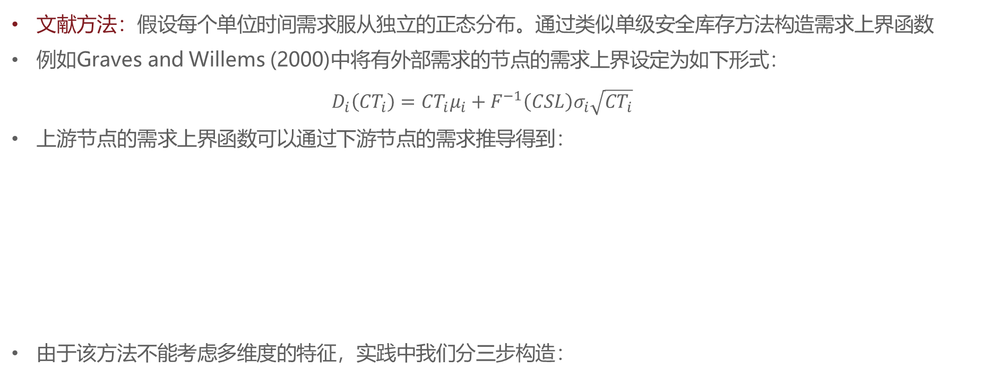 • 文献方法：假设每个单位时间需求服从独立的正态分布。通过类似单级安全库存方法构造需求上界函数
• 例如Graves and Willems (2000)中将有外部需求的节点的需求上界设定为如下形式：
D_i(CT_i) = CT_iμ_i + F^{-1}(CSL)σ_i√CT_i
• 上游节点的需求上界函数可以通过下游节点的需求推导得到：
• 由于该方法不能考虑多维度的特征，实践中我们分三步构造：